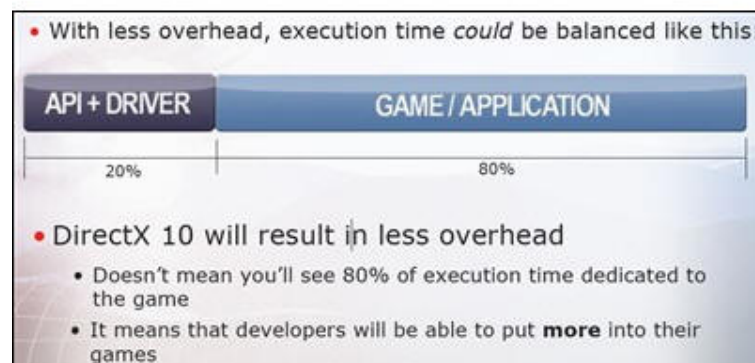 • With less overhead, execution time could be balanced like this
API + DRIVER GAME / APPLICATION
20% 80%
• DirectX 10 will result in less overhead
• Doesn't mean you'll see 80% of execution time dedicated to
the game
• It means that developers will be able to put more into their
games